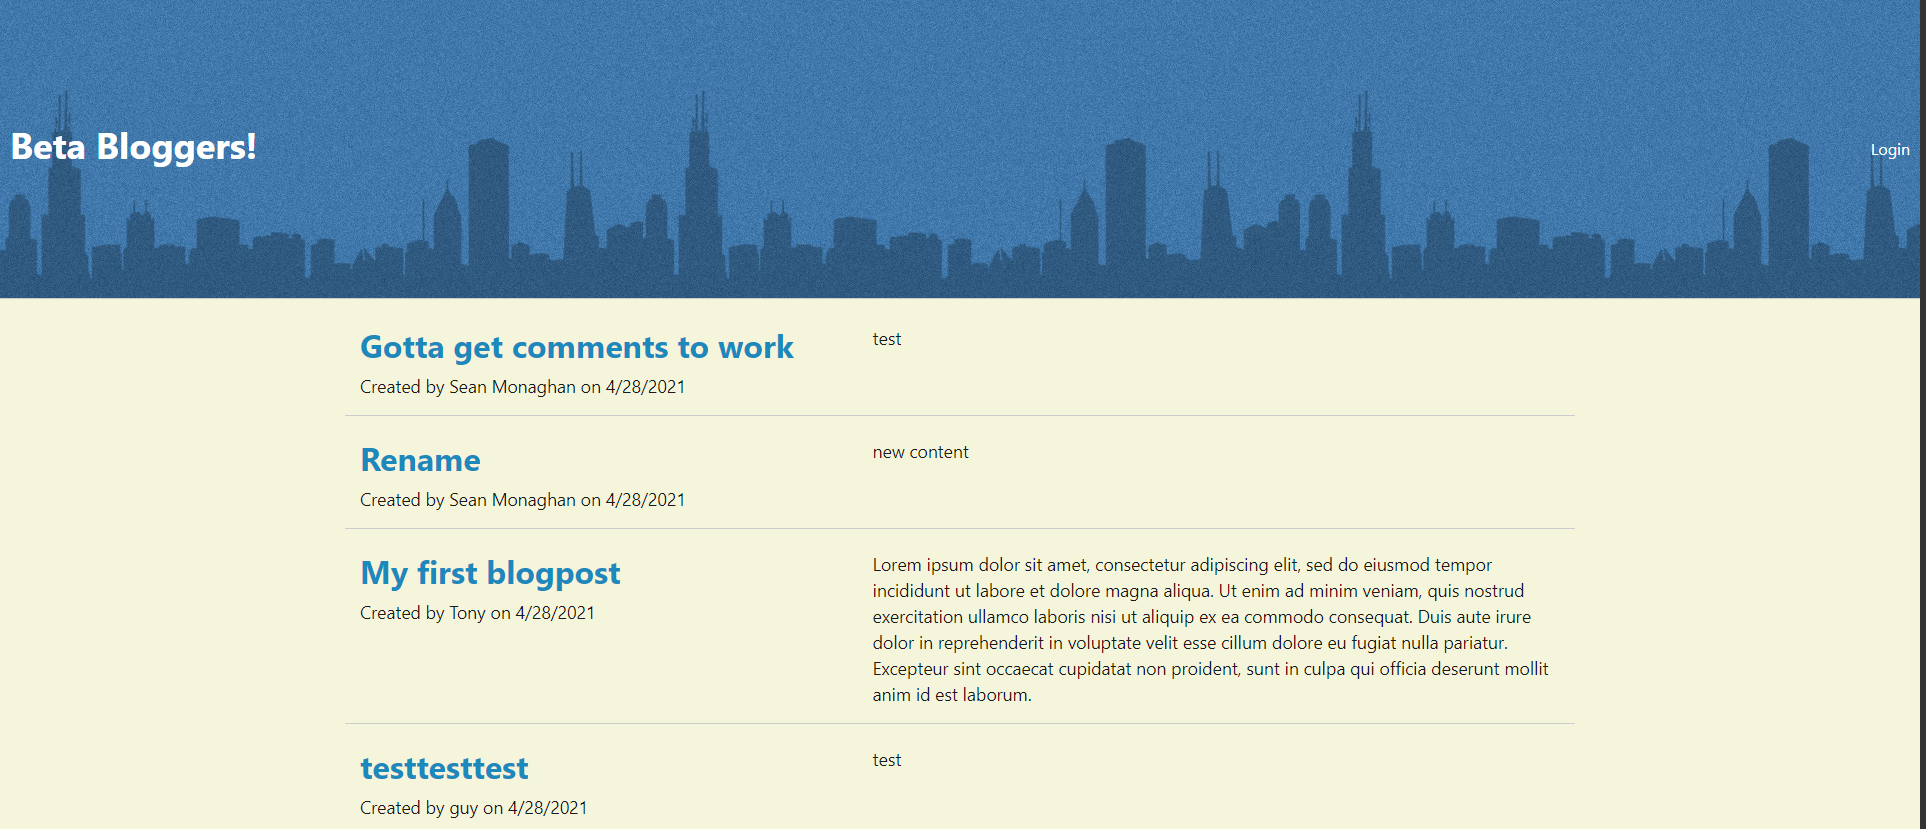 Beta Bloggers!
Login
Gotta get comments to work
Created by Sean Monaghan on 4/28/2021
test
Rename
Created by Sean Monaghan on 4/28/2021
new content
My first blogpost
Created by Tony on 4/28/2021
Lorem ipsum dolor sit amet, consectetur adipiscing elit, sed do eiusmod tempor
incididunt ut labore et dolore magna aliqua. Ut enim ad minim veniam, quis nostrud
exercitation ullamco laboris nisi ut aliquip ex ea commodo consequat. Duis aute irure
dolor in reprehenderit in voluptate velit esse cillum dolore eu fugiat nulla pariatur.
Excepteur sint occaecat cupidatat non proident, sunt in culpa qui officia deserunt mollit
anim id est laborum.
testtesttest
Created by guy on 4/28/2021
test